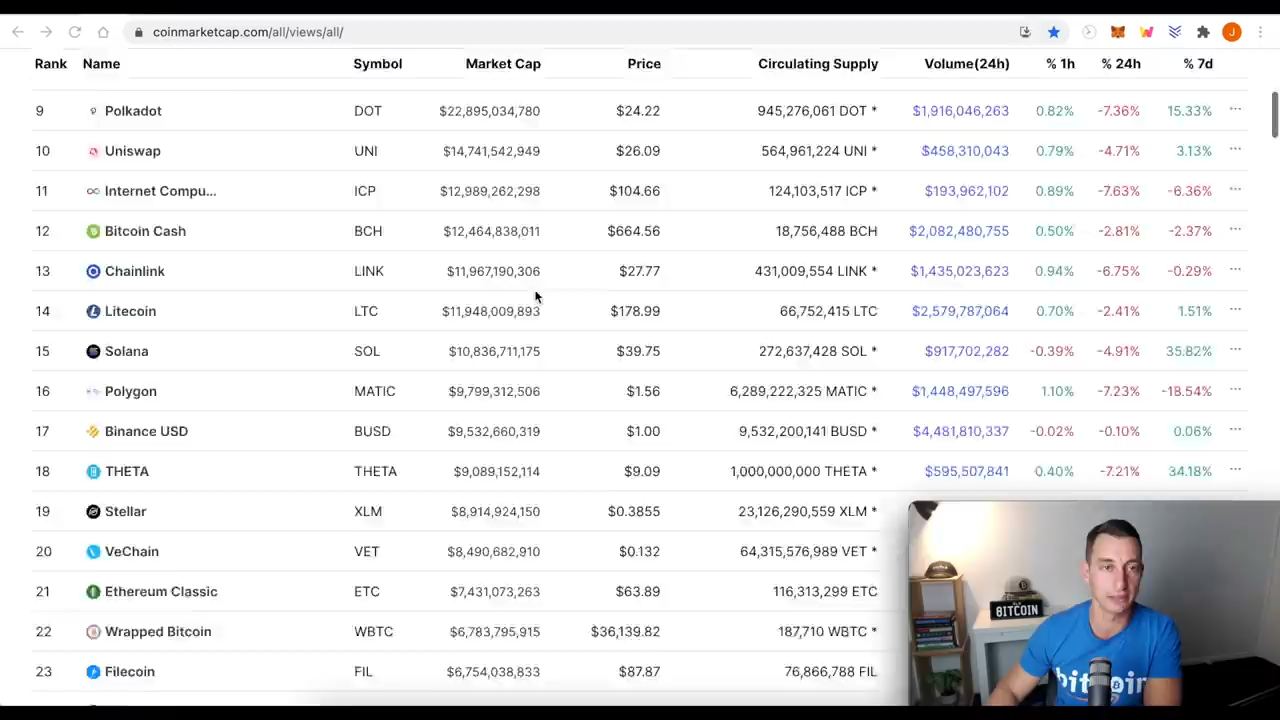 coinmarketcap.com/all/views/all/
J
Rank Name Symbol Market Cap Price Circulating Supply Volume(24h) % 1h % 24h % 7d
9 Polkadot DOT $22,895,034,780 $24.22 945,276,061 DOT * $1,916,046,263 0.82% -7.36% 15.33% ...
10 Uniswap UNI $14,741,542,949 $26.09 564,961,224 UNI * $458,310,043 0.79% -4.71% 3.13% ...
11 Internet Compu... ICP $12,989,262,298 $104.66 124,103,517 ICP * $193,962,102 0.89% -7.63% -6.36% ...
12 Bitcoin Cash BCH $12,464,838,011 $664.56 18,756,488 BCH $2,082,480,755 0.50% -2.81% -2.37% ...
13 Chainlink LINK $11,967,190,306 $27.77 431,009,554 LINK * $1,435,023,623 0.94% -6.75% -0.29% ...
14 Litecoin LTC $11,948,009,893 $178.99 66,752,415 LTC $2,579,787,064 0.70% -2.41% 1.51% ...
15 Solana SOL $10,836,711,175 $39.75 272,637,428 SOL * $917,702,282 -0.39% -4.91% 35.82% ...
16 Polygon MATIC $9,799,312,506 $1.56 6,289,222,325 MATIC * $1,448,497,596 1.10% -7.23% -18.54% ...
17 Binance USD BUSD $9,532,660,319 $1.00 9,532,200,141 BUSD * $4,481,810,337 -0.02% -0.10% 0.06% ...
18 THETA THETA $9,089,152,114 $9.09 1,000,000,000 THETA * $595,507,841 0.40% -7.21% 34.18% ...
19 Stellar XLM $8,914,924,150 $0.3855 23,126,290,559 XLM *
20 VeChain VET $8,490,682,910 $0.132 64,315,576,989 VET *
21 Ethereum Classic ETC $7,431,073,263 $63.89 116,313,299 ETC
22 Wrapped Bitcoin WBTC $6,783,795,915 $36,139.82 187,710 WBTC *
23 Filecoin FIL $6,754,038,833 $87.87 76,866,788 FIL
BITCOIN
bitcoin